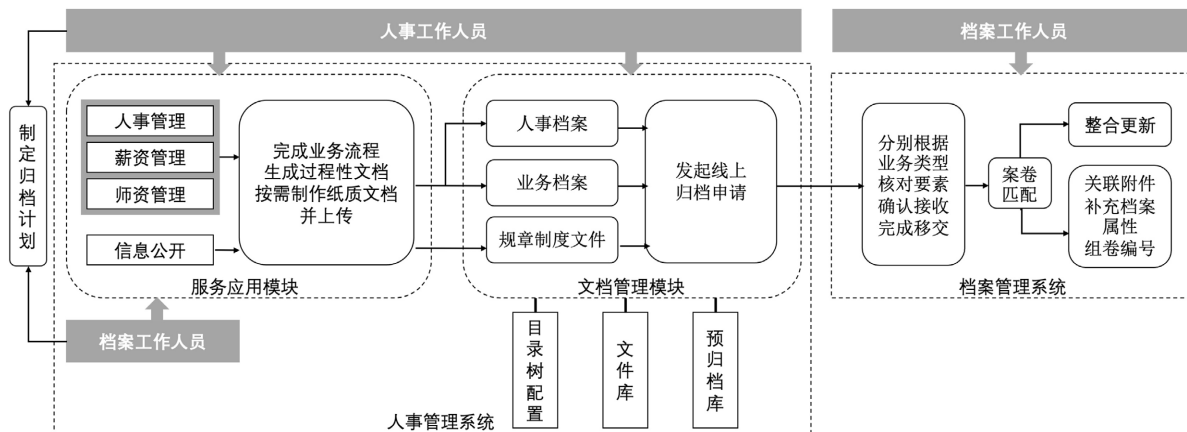 人事工作人员
档案工作人员
制定归档计划
人事管理
薪资管理
师资管理
信息公开
完成业务流程
生成过程性文档
按需制作纸质文档
并上传
服务应用模块
人事档案
业务档案
规章制度文件
发起线上
归档申请
文档管理模块
分别根据
业务类型
核对要素
确认接收
完成移交
案卷
匹配
整合更新
关联附件
补充档案
属性
组卷编号
档案管理系统
档案工作人员
目录树配置
文件库
预归档库
人事管理系统